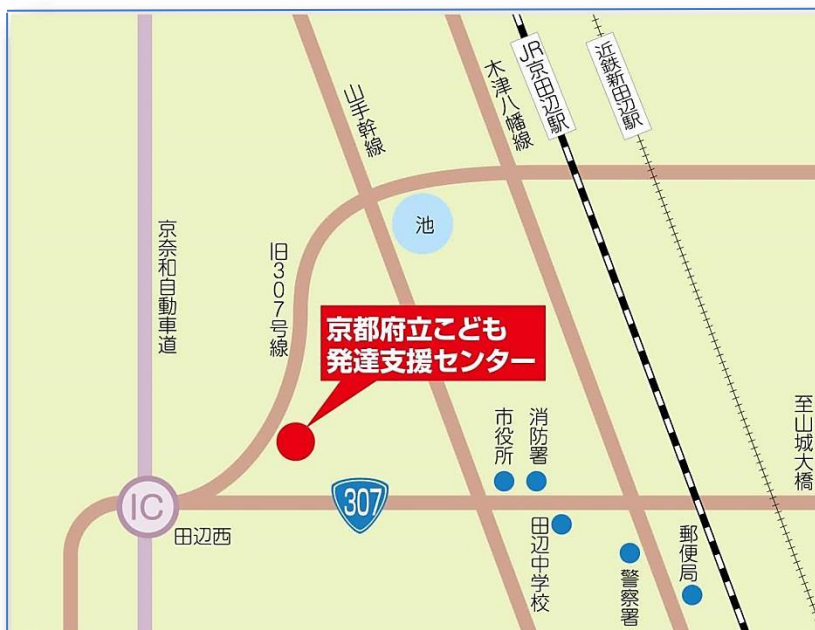 山手幹線
木津八幡線
JR京田辺駅
近鉄新田辺駅
池
京奈和自動車道
旧307号線
京都府立こども
発達支援センター
市役所
消防署
至山城大橋
IC
307
田辺西
田辺中学校
警察署
郵便局